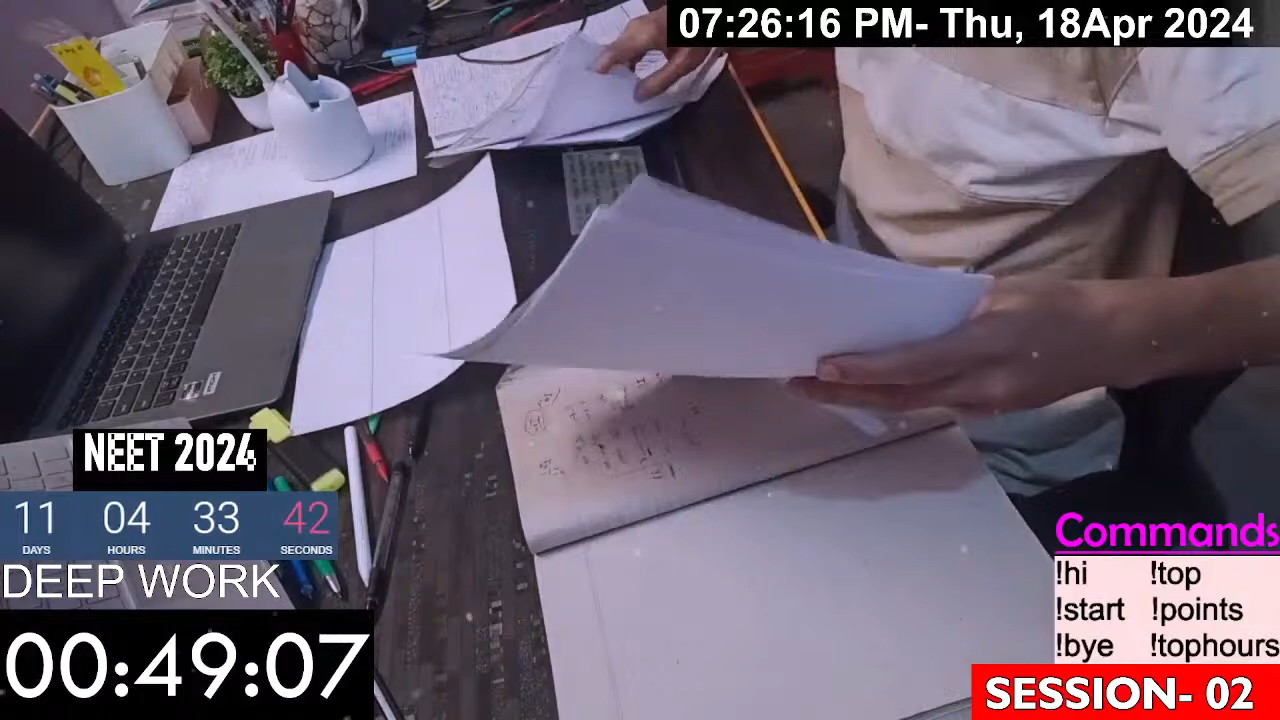 07:26:16 PM- Thu, 18Apr 2024
NEET 2024
11 04 33 42
DAYS HOURS MINUTES SECONDS
DEEP WORK
00:49:07
Commands
!hi !top
!start !points
!bye !tophours
SESSION- 02